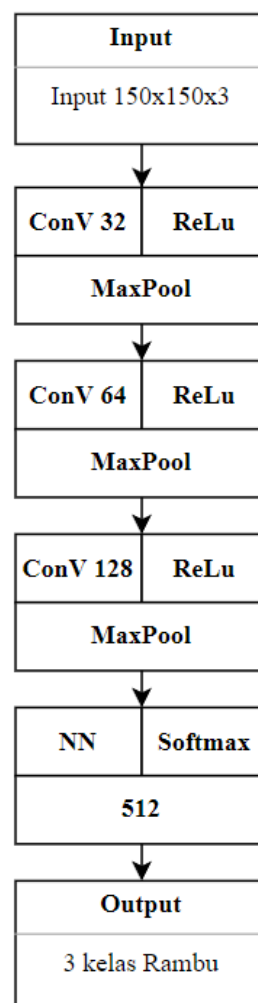 Input
Input 150x150x3
ConV 32 ReLu
MaxPool
ConV 64 ReLu
MaxPool
ConV 128 ReLu
MaxPool
NN Softmax
512
Output
3 kelas Rambu